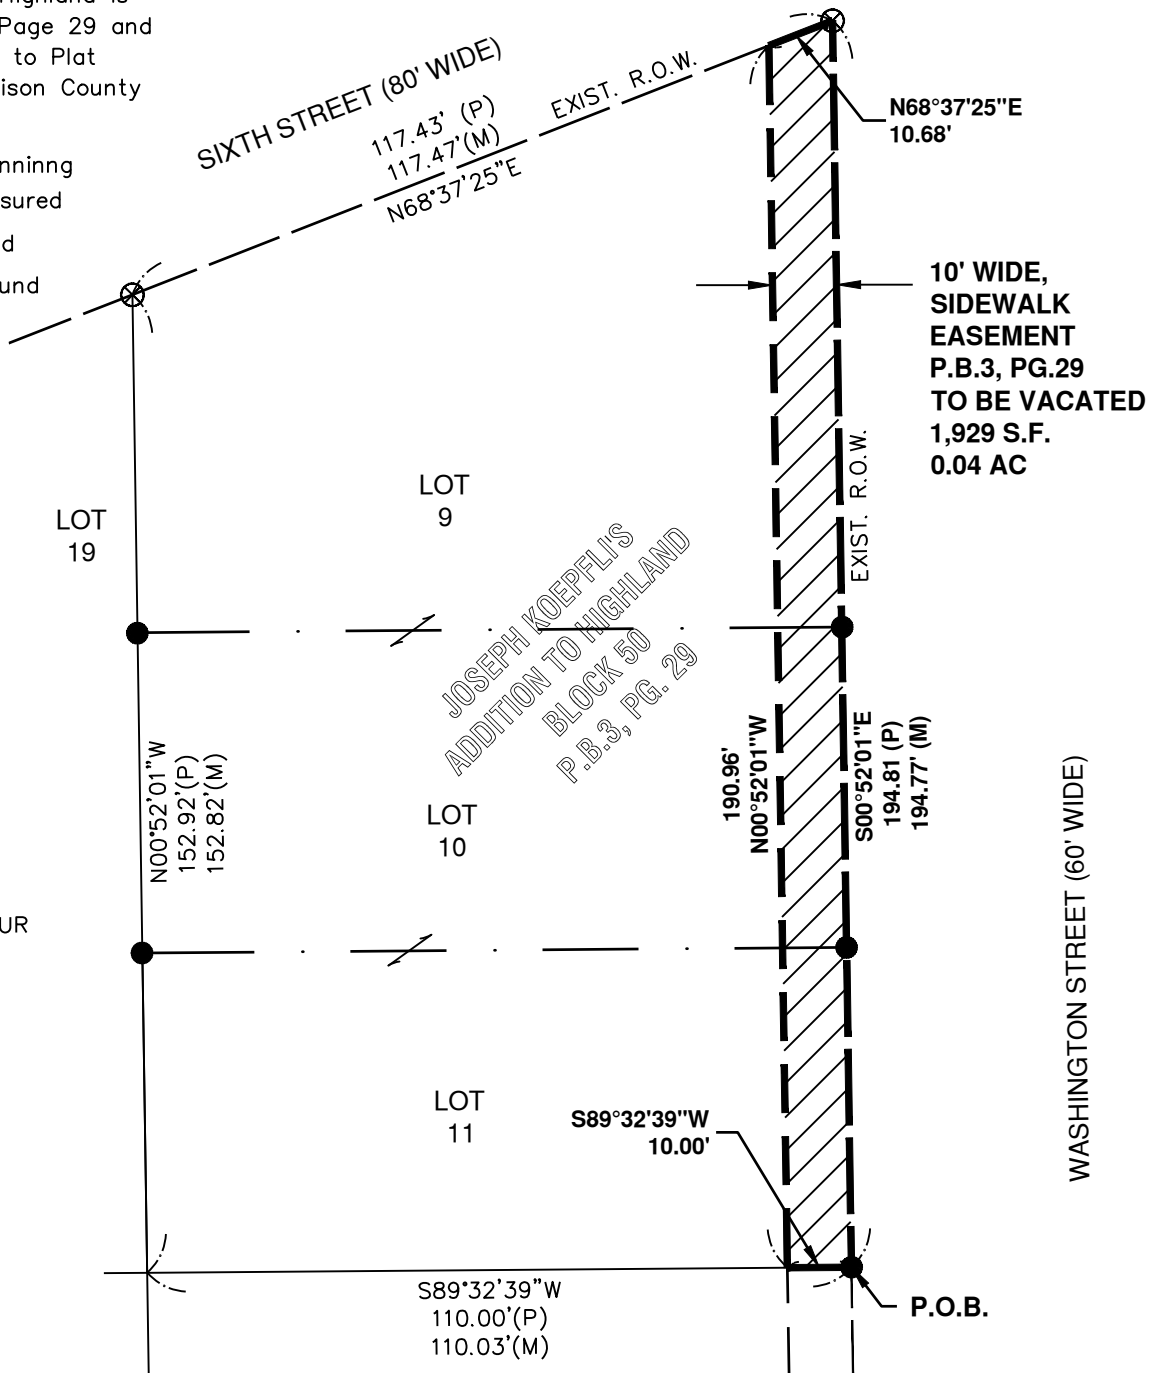 Highland is
Page 29 and
to Plat
ison County
nninng
sured
d
und
UR
SIXTH STREET (80' WIDE)
117.43' (P)
117.47'(M)
N68°37'25"E
EXIST. R.O.W.
N68°37'25"E
10.68'
10' WIDE,
SIDEWALK
EASEMENT
P.B.3, PG.29
TO BE VACATED
1,929 S.F.
0.04 AC
EXIST. R.O.W.
LOT
19
LOT
9
JOSEPH KOEPFLI'S
ADDITION TO HIGHLAND
BLOCK 50
P.B.3, PG. 29
N00°52'01"W
152.92'(P)
152.82'(M)
LOT
10
190.96'
N00°52'01"W
S00°52'01"E
194.81 (P)
194.77' (M)
WASHINGTON STREET (60' WIDE)
LOT
11
S89°32'39"W
10.00'
S89°32'39"W
110.00'(P)
110.03'(M)
P.O.B.